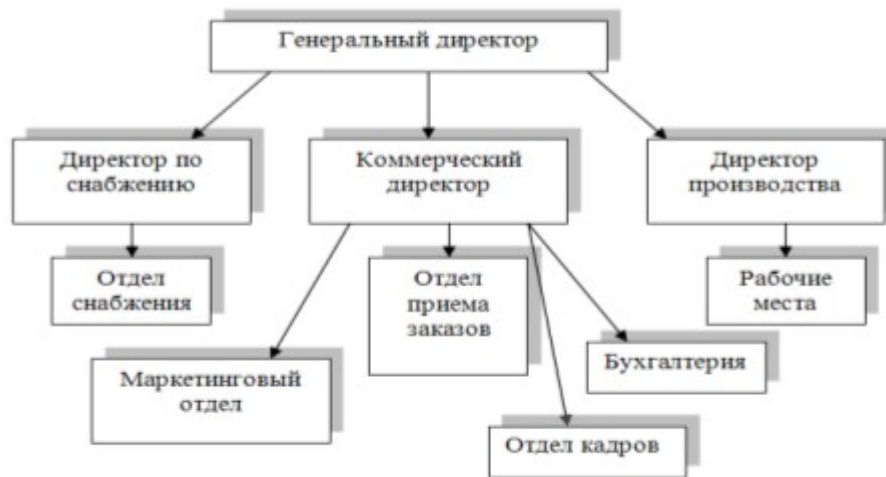 Генеральный директор
Директор по
снабжению
Коммерческий
директор
Директор
производства
Отдел
снабжения
Отдел
приема
заказов
Рабочие
места
Маркетинговый
отдел
Бухгалтерия
Отдел кадров